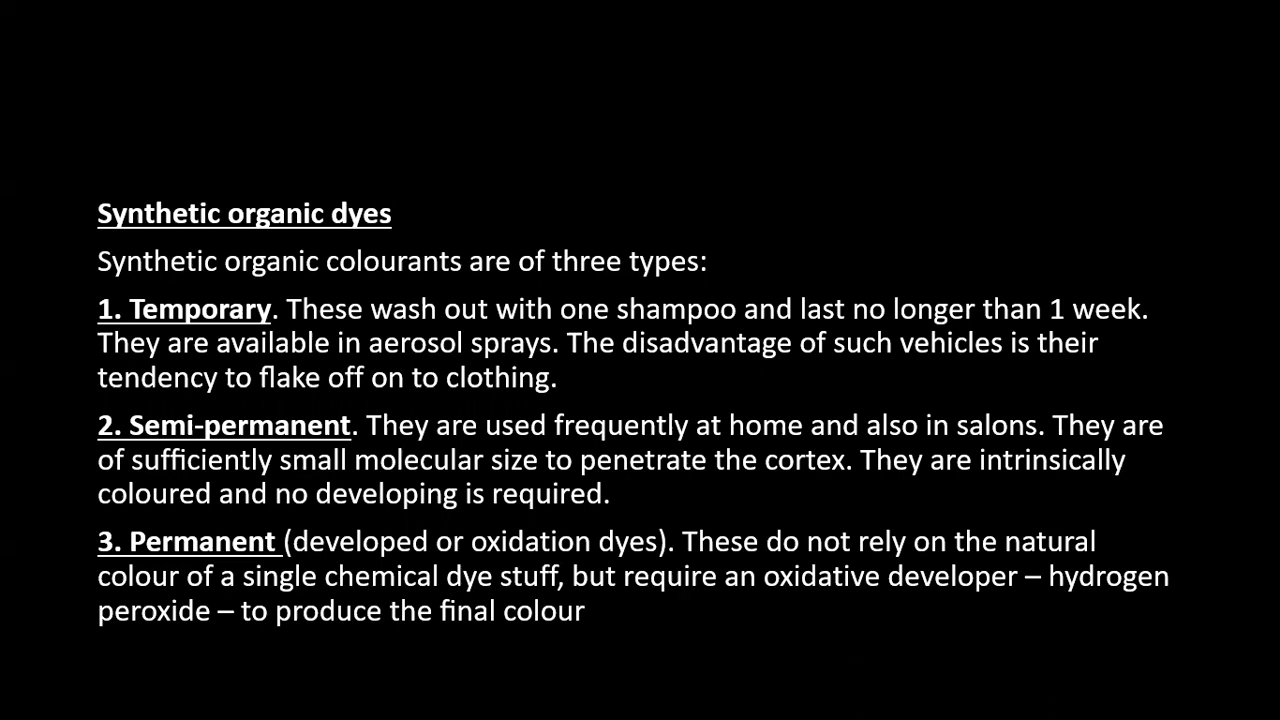 Synthetic organic dyes
Synthetic organic colourants are of three types:
1. Temporary. These wash out with one shampoo and last no longer than 1 week.
They are available in aerosol sprays. The disadvantage of such vehicles is their
tendency to flake off on to clothing.
2. Semi-permanent. They are used frequently at home and also in salons. They are
of sufficiently small molecular size to penetrate the cortex. They are intrinsically
coloured and no developing is required.
3. Permanent (developed or oxidation dyes). These do not rely on the natural
colour of a single chemical dye stuff, but require an oxidative developer – hydrogen
peroxide – to produce the final colour